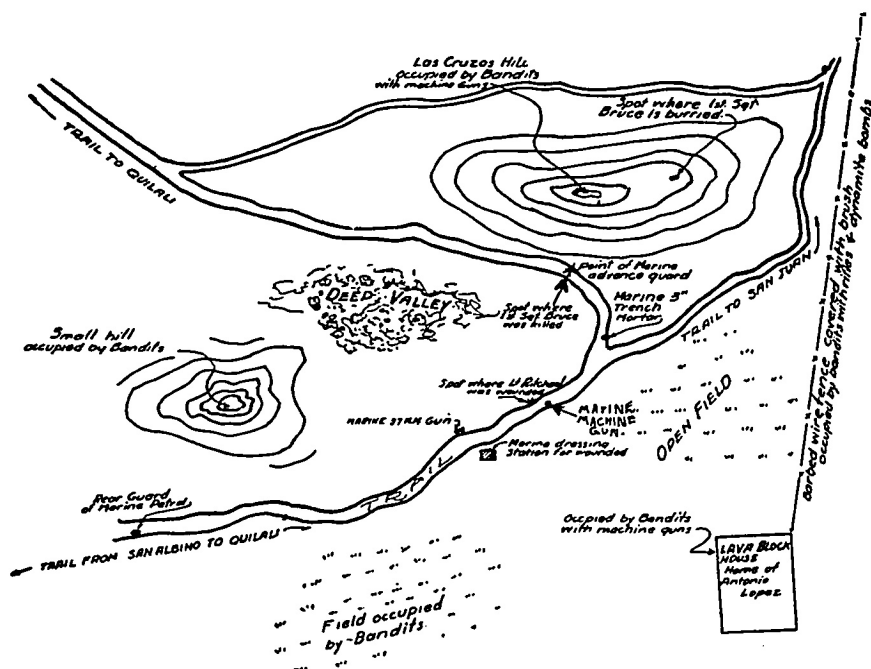 Las Cruzos Hill
occupied by Bandits
with machine Guns
Spot where 1st. Sgt
Bruce is burried.
TRAIL TO QUILALI
Point of Marine
advance guard
DEEP VALLEY
Spot where
1st Sgt. Bruce
was killed
Marine 3"
Trench
Mortar
TRAIL TO SAN JUAN
Barbed wire fence covered with brush
occupied by bandits with rifles & dynamite bombs
Small hill
occupied by Bandits
Spot where Lt Richal
was wounded
MARINE
MACHINE
GUN.
OPEN FIELD
MARINE 37MM GUN
Marine dressing
Station for wounded
TRAIL
Rear Guard
of Marine Patrol
TRAIL FROM SAN ALBINO TO QUILALI
Occpied by Bandits
with machine guns
LAVA BLOCK
HOUSE
Home of
Antonio
Lopez
Field occupied
by Bandits.